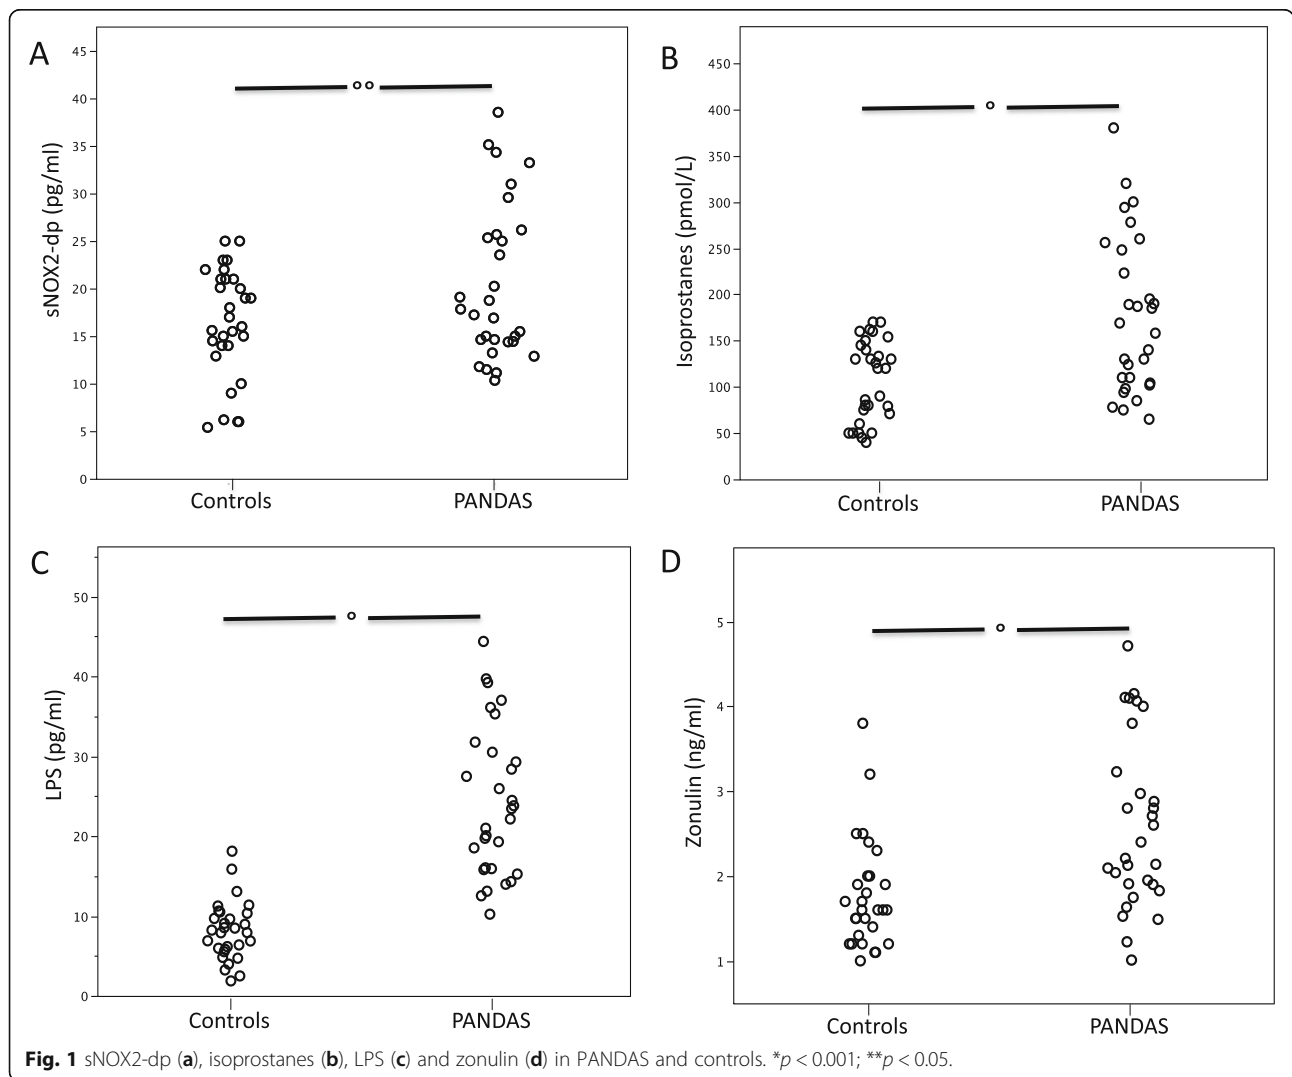 A
sNOX2-dp (pg/ml)
45
40
35
30
25
20
15
10
5
0
Controls PANDAS
B
Isoprostanes (pmol/L)
450
400
350
300
250
200
150
100
50
0
Controls PANDAS
C
LPS (pg/ml)
50
40
30
20
10
0
Controls PANDAS
D
Zonulin (ng/ml)
5
4
3
2
1
Controls PANDAS
Fig. 1 sNOX2-dp (a), isoprostanes (b), LPS (c) and zonulin (d) in PANDAS and controls. *p < 0.001; **p < 0.05.